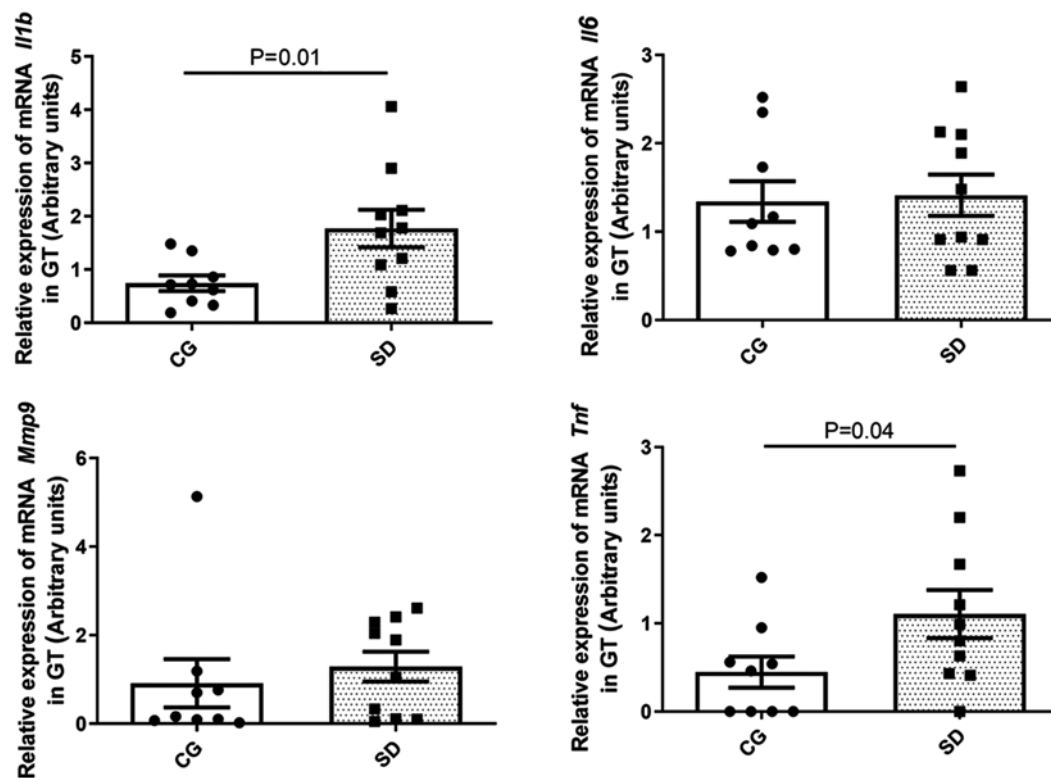 Relative expression of mRNA Il1b
in GT (Arbitrary units)
5
4
3
2
1
0
P=0.01
CG
SD
Relative expression of mRNA Il6
in GT (Arbitrary units)
3
2
1
0
CG
SD
Relative expression of mRNA Mmp9
in GT (Arbitrary units)
6
4
2
0
CG
SD
Relative expression of mRNA Tnf
in GT (Arbitrary units)
3
2
1
0
P=0.04
CG
SD